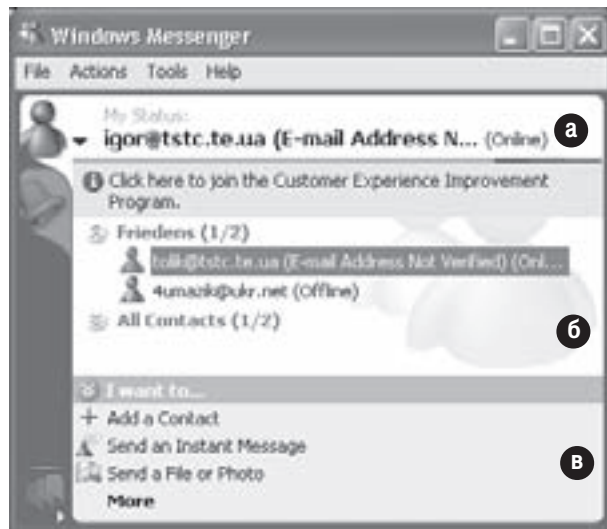 Windows Messenger
File Actions Tools Help
My Status:
igor@tstc.te.ua (E-mail Address N... (Online)
а
Click here to join the Customer Experience Improvement
Program.
Friedens (1/2)
tolik@tstc.te.ua (E-mail Address Not Verified) (Onl...
4umazik@ukr.net (Offline)
All Contacts (1/2)
б
I want to...
Add a Contact
Send an Instant Message
Send a File or Photo
в
More